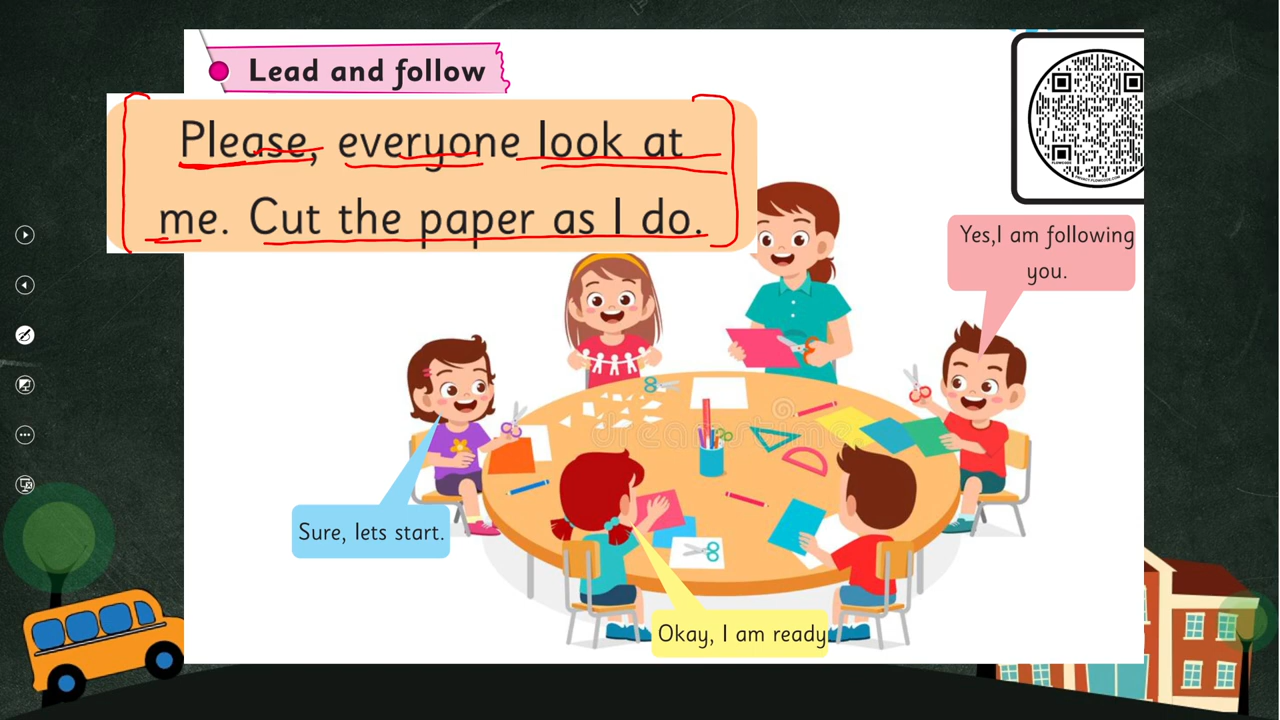 Lead and follow
Please, everyone look at
me. Cut the paper as I do.
Yes,I am following
you.
Sure, lets start.
Okay, I am ready
dreamstime